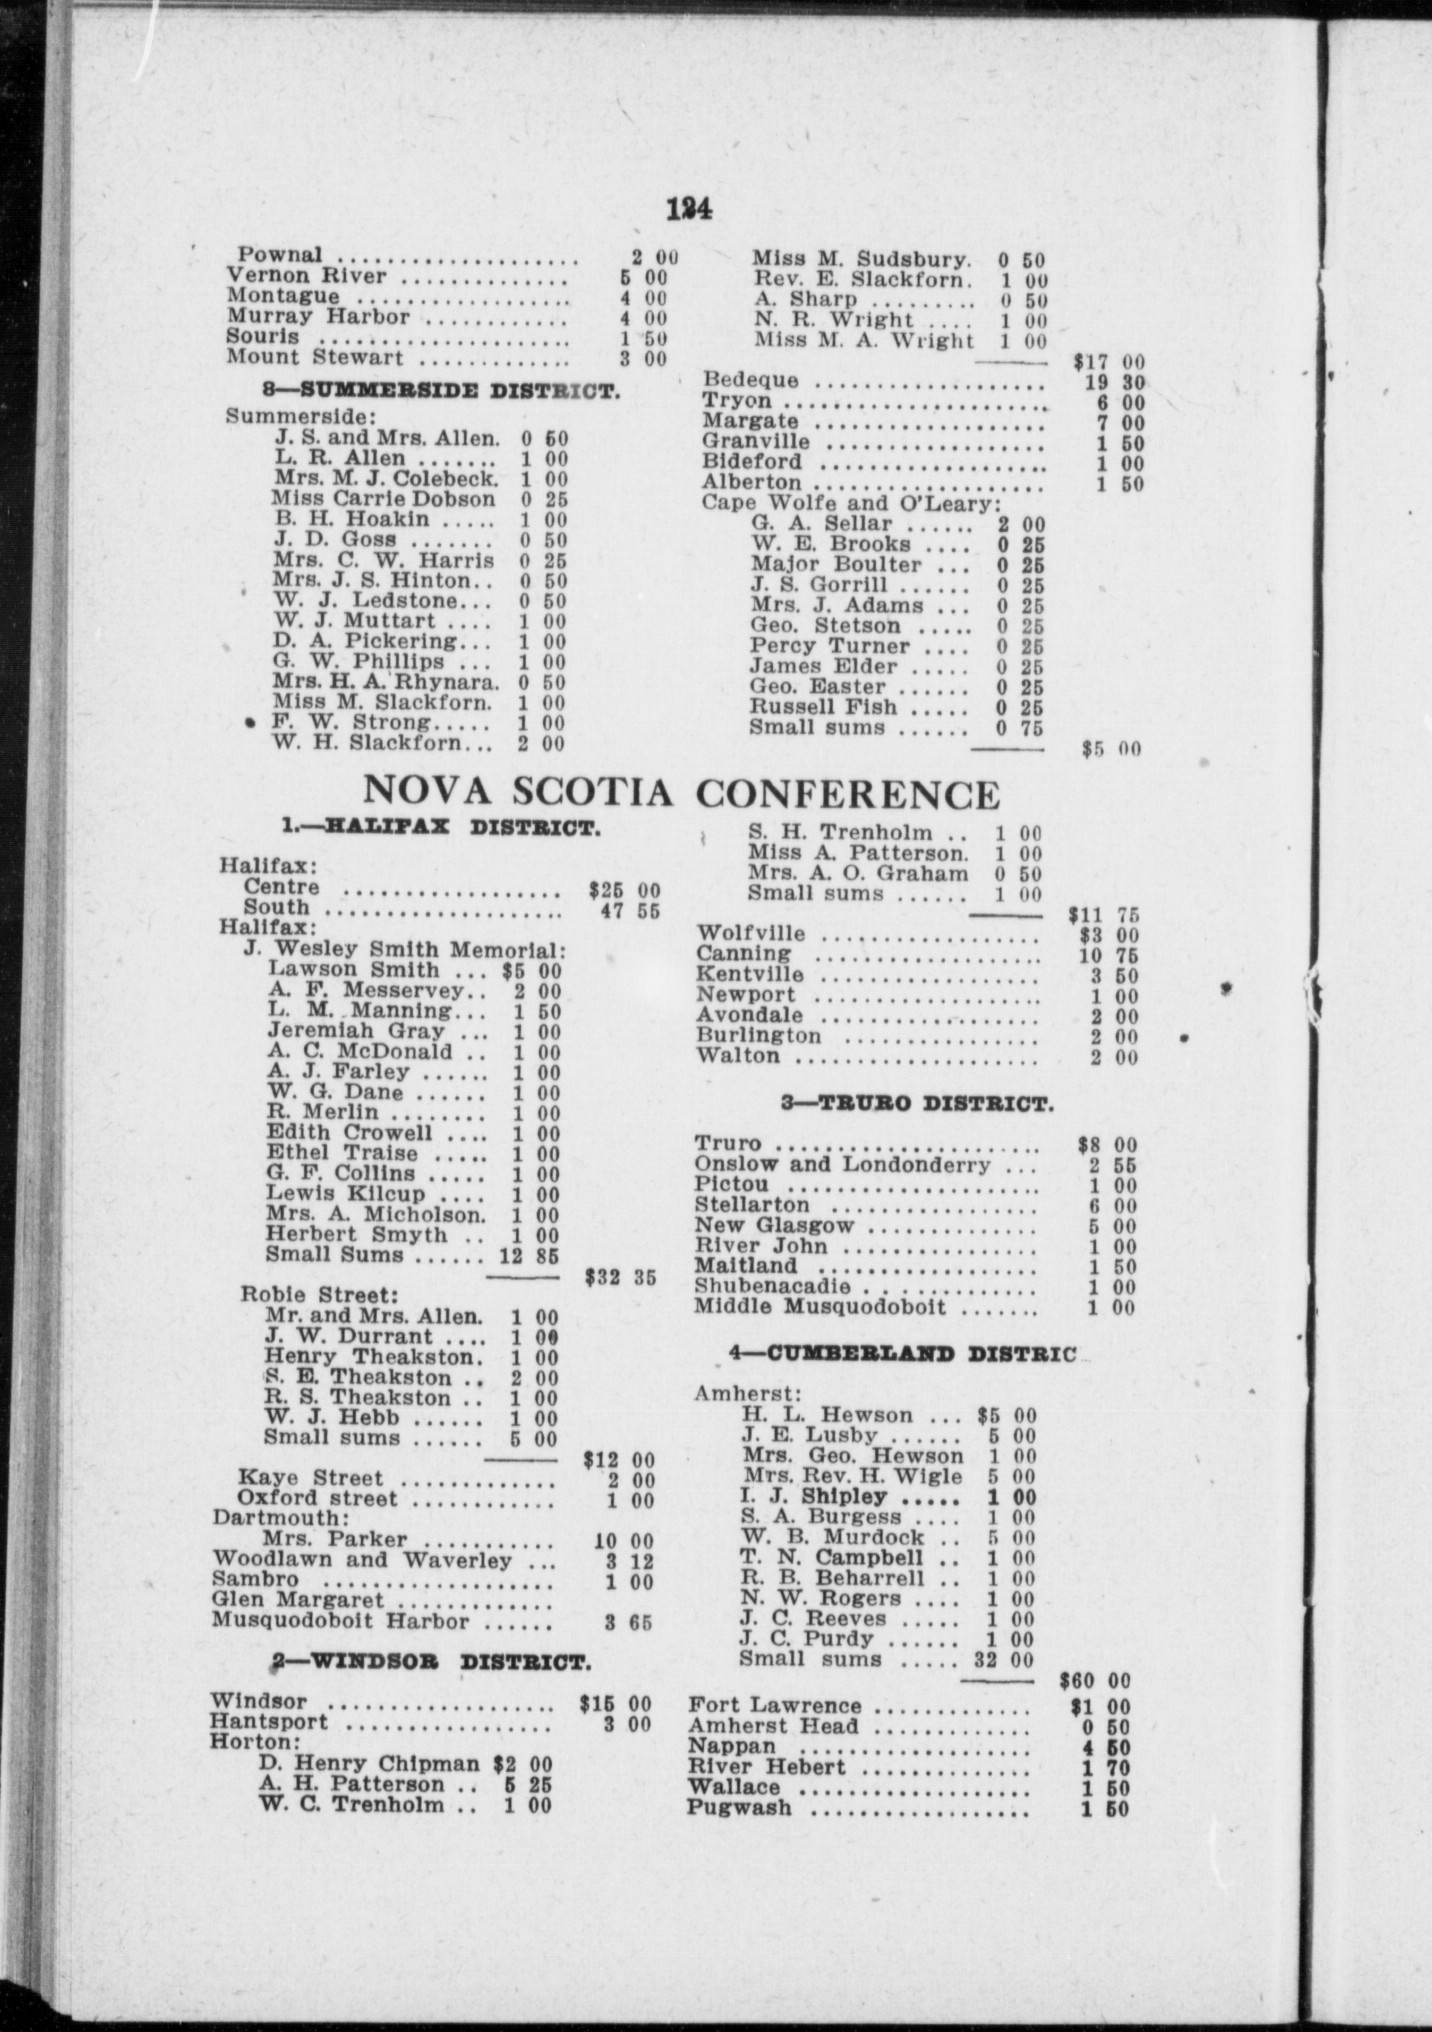 124
Pownal .................... 2 00
Vernon River .............. 5 00
Montague .................. 4 00
Murray Harbor ............ 4 00
Souris ..................... 1 50
Mount Stewart ............. 3 00
8—SUMMERSIDE DISTRICT.
Summerside:
J. S. and Mrs. Allen. 0 50
L. R. Allen ....... 1 00
Mrs. M. J. Colebeck. 1 00
Miss Carrie Dobson 0 25
B. H. Hoakin ..... 1 00
J. D. Goss ....... 0 50
Mrs. C. W. Harris 0 25
Mrs. J. S. Hinton.. 0 50
W. J. Ledstone... 0 50
W. J. Muttart .... 1 00
D. A. Pickering... 1 00
G. W. Phillips ... 1 00
Mrs. H. A. Rhynara. 0 50
Miss M. Slackforn. 1 00
F. W. Strong..... 1 00
W. H. Slackforn... 2 00
Miss M. Sudsbury. 0 50
Rev. E. Slackforn. 1 00
A. Sharp ......... 0 50
N. R. Wright .... 1 00
Miss M. A. Wright 1 00
$17 00
Bedeque ................... 19 30
Tryon ...................... 6 00
Margate ................... 7 00
Granville .................. 1 50
Bideford ................... 1 00
Alberton ................... 1 50
Cape Wolfe and O'Leary:
G. A. Sellar ...... 2 00
W. E. Brooks .... 0 25
Major Boulter ... 0 25
J. S. Gorrill ...... 0 25
Mrs. J. Adams ... 0 25
Geo. Stetson ..... 0 25
Percy Turner .... 0 25
James Elder ..... 0 25
Geo. Easter ...... 0 25
Russell Fish ..... 0 25
Small sums ...... 0 75
$5 00
NOVA SCOTIA CONFERENCE
1.—HALIFAX DISTRICT.
Halifax:
Centre .................. $25 00
South .................... 47 55
Halifax:
J. Wesley Smith Memorial:
Lawson Smith ... $5 00
A. F. Messervey.. 2 00
L. M. Manning... 1 50
Jeremiah Gray ... 1 00
A. C. McDonald .. 1 00
A. J. Farley ...... 1 00
W. G. Dane ...... 1 00
R. Merlin ........ 1 00
Edith Crowell .... 1 00
Ethel Traise ..... 1 00
G. F. Collins ..... 1 00
Lewis Kilcup .... 1 00
Mrs. A. Micholson. 1 00
Herbert Smyth .. 1 00
Small Sums ...... 12 85
$32 35
Robie Street:
Mr. and Mrs. Allen. 1 00
J. W. Durrant .... 1 00
Henry Theakston. 1 00
S. E. Theakston .. 2 00
R. S. Theakston .. 1 00
W. J. Hebb ...... 1 00
Small sums ...... 5 00
$12 00
Kaye Street ............. 2 00
Oxford street ............ 1 00
Dartmouth:
Mrs. Parker ........... 10 00
Woodlawn and Waverley ... 3 12
Sambro ................... 1 00
Glen Margaret .............
Musquodoboit Harbor ...... 3 65
2—WINDSOR DISTRICT.
Windsor ................... $15 00
Hantsport ................. 3 00
Horton:
D. Henry Chipman $2 00
A. H. Patterson .. 5 25
W. C. Trenholm .. 1 00
S. H. Trenholm .. 1 00
Miss A. Patterson. 1 00
Mrs. A. O. Graham 0 50
Small sums ...... 1 00
$11 75
Wolfville .................. $3 00
Canning ................... 10 75
Kentville .................. 3 50
Newport ................... 1 00
Avondale .................. 2 00
Burlington ................ 2 00
Walton .................... 2 00
3—TRURO DISTRICT.
Truro ...................... $8 00
Onslow and Londonderry ... 2 55
Pictou ..................... 1 00
Stellarton ................. 6 00
New Glasgow .............. 5 00
River John ................ 1 00
Maitland .................. 1 50
Shubenacadie .............. 1 00
Middle Musquodoboit ....... 1 00
4—CUMBERLAND DISTRIC
Amherst:
H. L. Hewson ... $5 00
J. E. Lusby ...... 5 00
Mrs. Geo. Hewson 1 00
Mrs. Rev. H. Wigle 5 00
I. J. Shipley ..... 1 00
S. A. Burgess .... 1 00
W. B. Murdock .. 5 00
T. N. Campbell .. 1 00
R. B. Beharrell .. 1 00
N. W. Rogers .... 1 00
J. C. Reeves ..... 1 00
J. C. Purdy ...... 1 00
Small sums ..... 32 00
$60 00
Fort Lawrence ............. $1 00
Amherst Head ............. 0 50
Nappan ................... 4 50
River Hebert .............. 1 70
Wallace ................... 1 50
Pugwash .................. 1 50